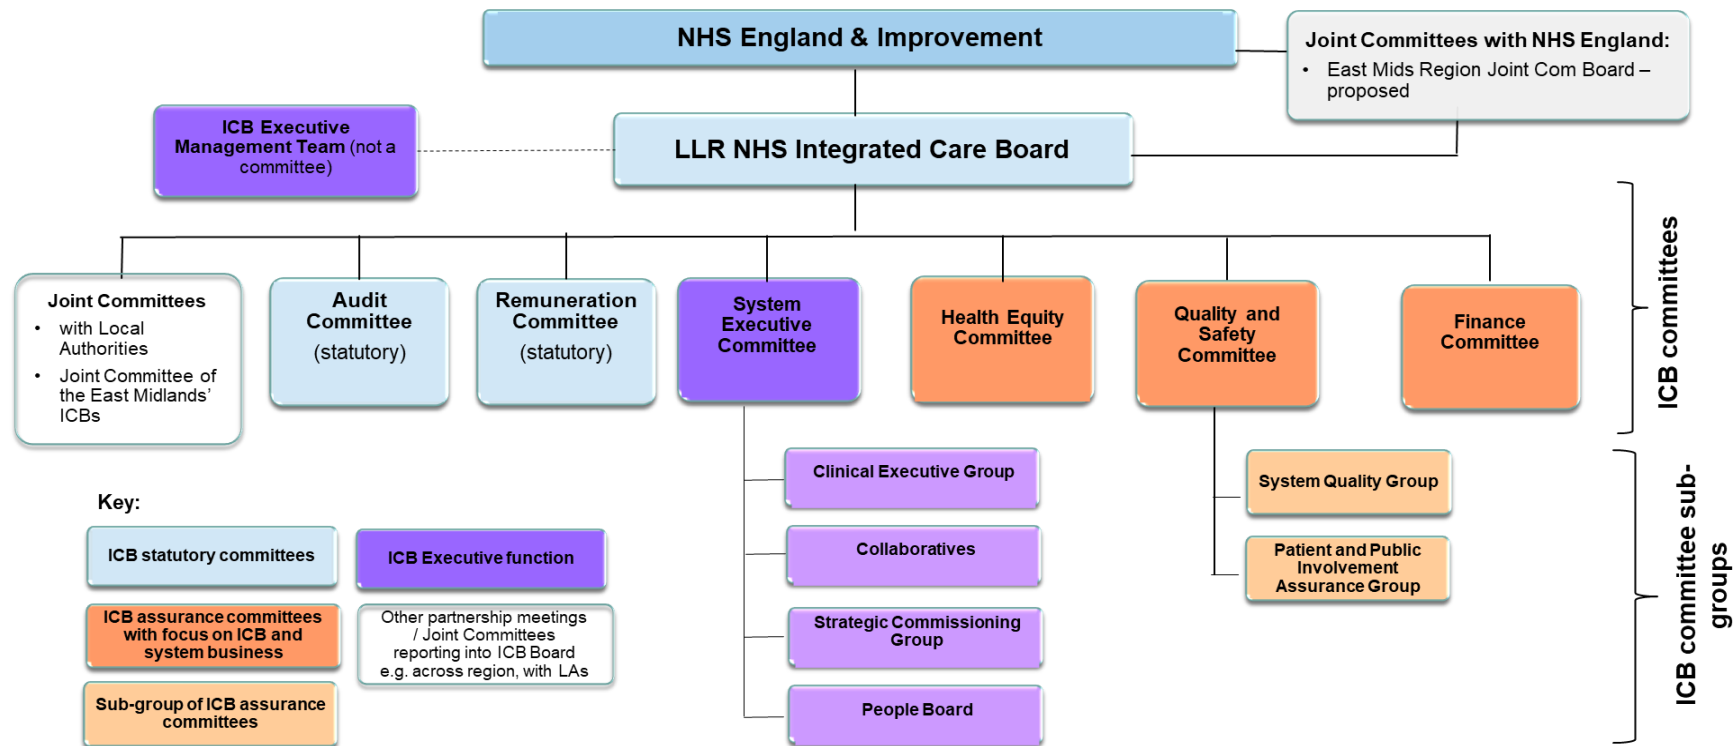 NHS England & Improvement
Joint Committees with NHS England:
• East Mids Region Joint Com Board –
proposed
ICB Executive
Management Team (not a
committee)
LLR NHS Integrated Care Board
ICB committees
Joint Committees
• with Local
Authorities
• Joint Committee of
the East Midlands'
ICBs
Audit
Committee
(statutory)
Remuneration
Committee
(statutory)
System
Executive
Committee
Health Equity
Committee
Quality and
Safety
Committee
Finance
Committee
ICB committee sub-
groups
Clinical Executive Group
Collaboratives
Strategic Commissioning
Group
People Board
System Quality Group
Patient and Public
Involvement
Assurance Group
Key:
ICB statutory committees
ICB Executive function
ICB assurance committees
with focus on ICB and
system business
Other partnership meetings
/ Joint Committees
reporting into ICB Board
e.g. across region, with LAs
Sub-group of ICB assurance
committees